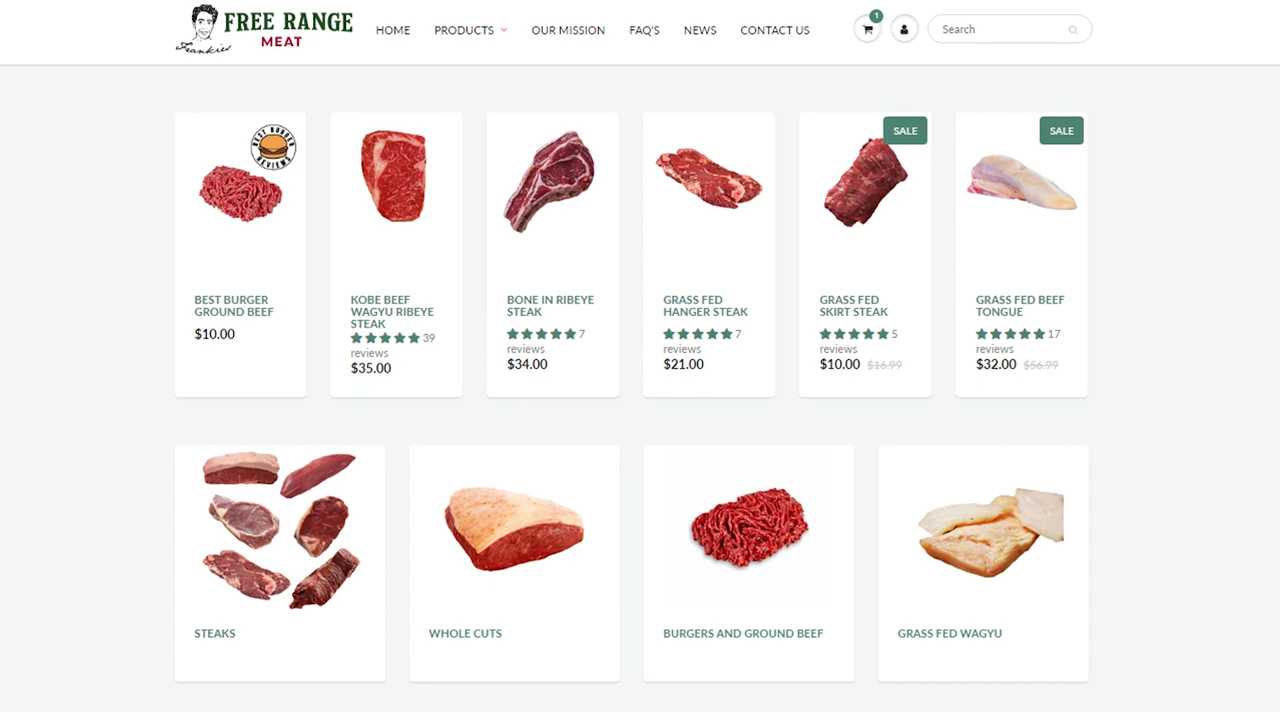 Frankies
FREE RANGE
MEAT
HOME
PRODUCTS
OUR MISSION
FAQ'S
NEWS
CONTACT US
1
Search
BEST BURGER
REVIEWS
BEST BURGER
GROUND BEEF
$10.00
KOBE BEEF
WAGYU RIBEYE
STEAK
39
reviews
$35.00
BONE IN RIBEYE
STEAK
7
reviews
$34.00
GRASS FED
HANGER STEAK
7
reviews
$21.00
SALE
GRASS FED
SKIRT STEAK
5
reviews
$10.00 $16.99
SALE
GRASS FED BEEF
TONGUE
17
reviews
$32.00 $56.99
STEAKS
WHOLE CUTS
BURGERS AND GROUND BEEF
GRASS FED WAGYU